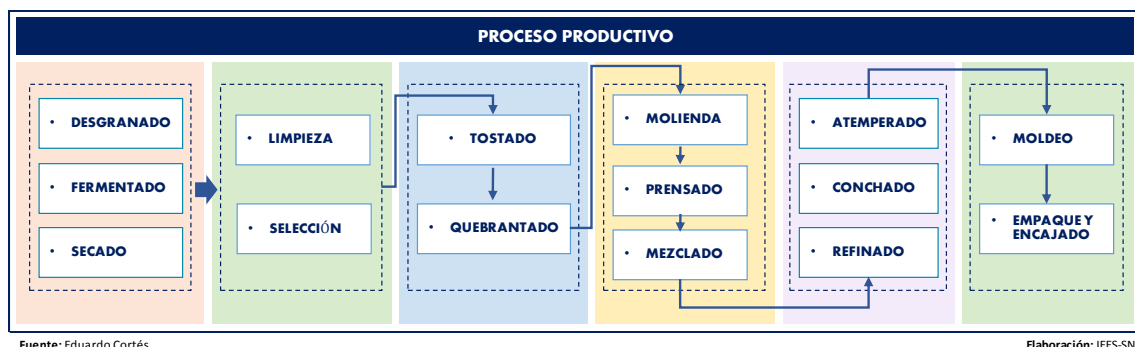 PROCESO PRODUCTIVO
• DESGRANADO
• FERMENTADO
• SECADO
• LIMPIEZA
• SELECCIÓN
• TOSTADO
• QUEBRANTADO
• MOLIENDA
• PRENSADO
• MEZCLADO
• ATEMPERADO
• CONCHADO
• REFINADO
• MOLDEO
• EMPAQUE Y
ENCAJADO
Fuente: Eduardo Cortés
Elaboración: